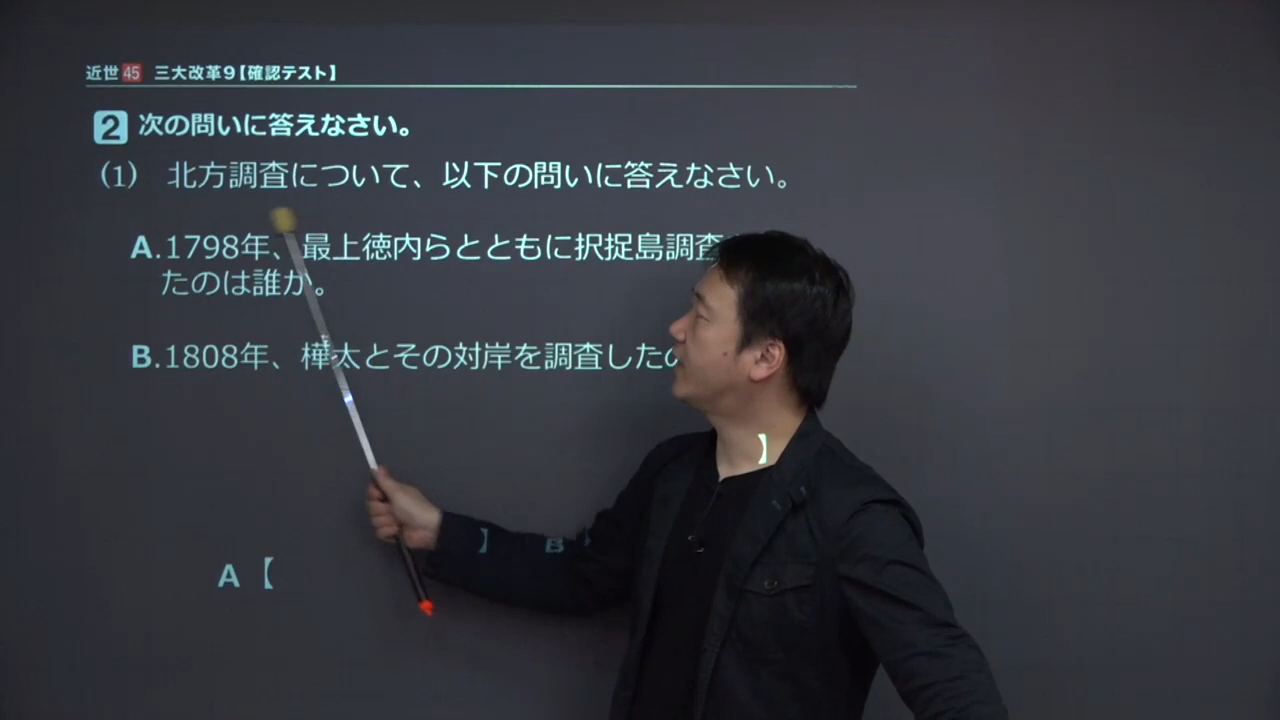 近世45 三大改革9【確認テスト】
2 次の問いに答えなさい。
(1) 北方調査について、以下の問いに答えなさい。
A.1798年、最上徳内らとともに択捉島調査
たのは誰か。
B.1808年、樺太とその対岸を調査したの
】
A【 】 B【